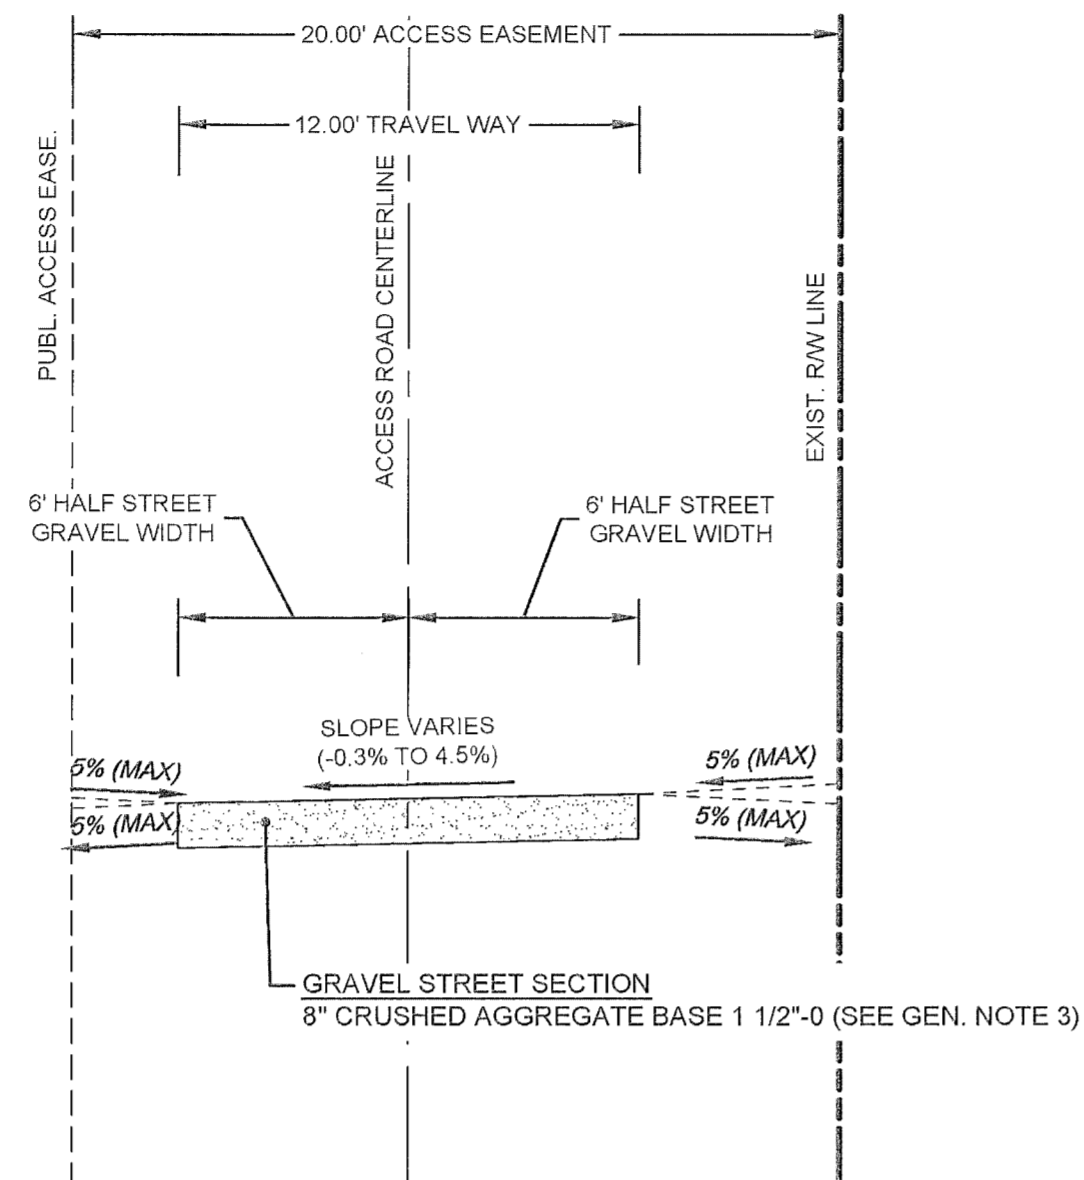 20.00' ACCESS EASEMENT
12.00' TRAVEL WAY
PUBL. ACCESS EASE.
ACCESS ROAD CENTERLINE
EXIST. R/W LINE
6' HALF STREET
GRAVEL WIDTH
6' HALF STREET
GRAVEL WIDTH
SLOPE VARIES
(-0.3% TO 4.5%)
5% (MAX)
5% (MAX)
5% (MAX)
5% (MAX)
GRAVEL STREET SECTION
8" CRUSHED AGGREGATE BASE 1 1/2"-0 (SEE GEN. NOTE 3)